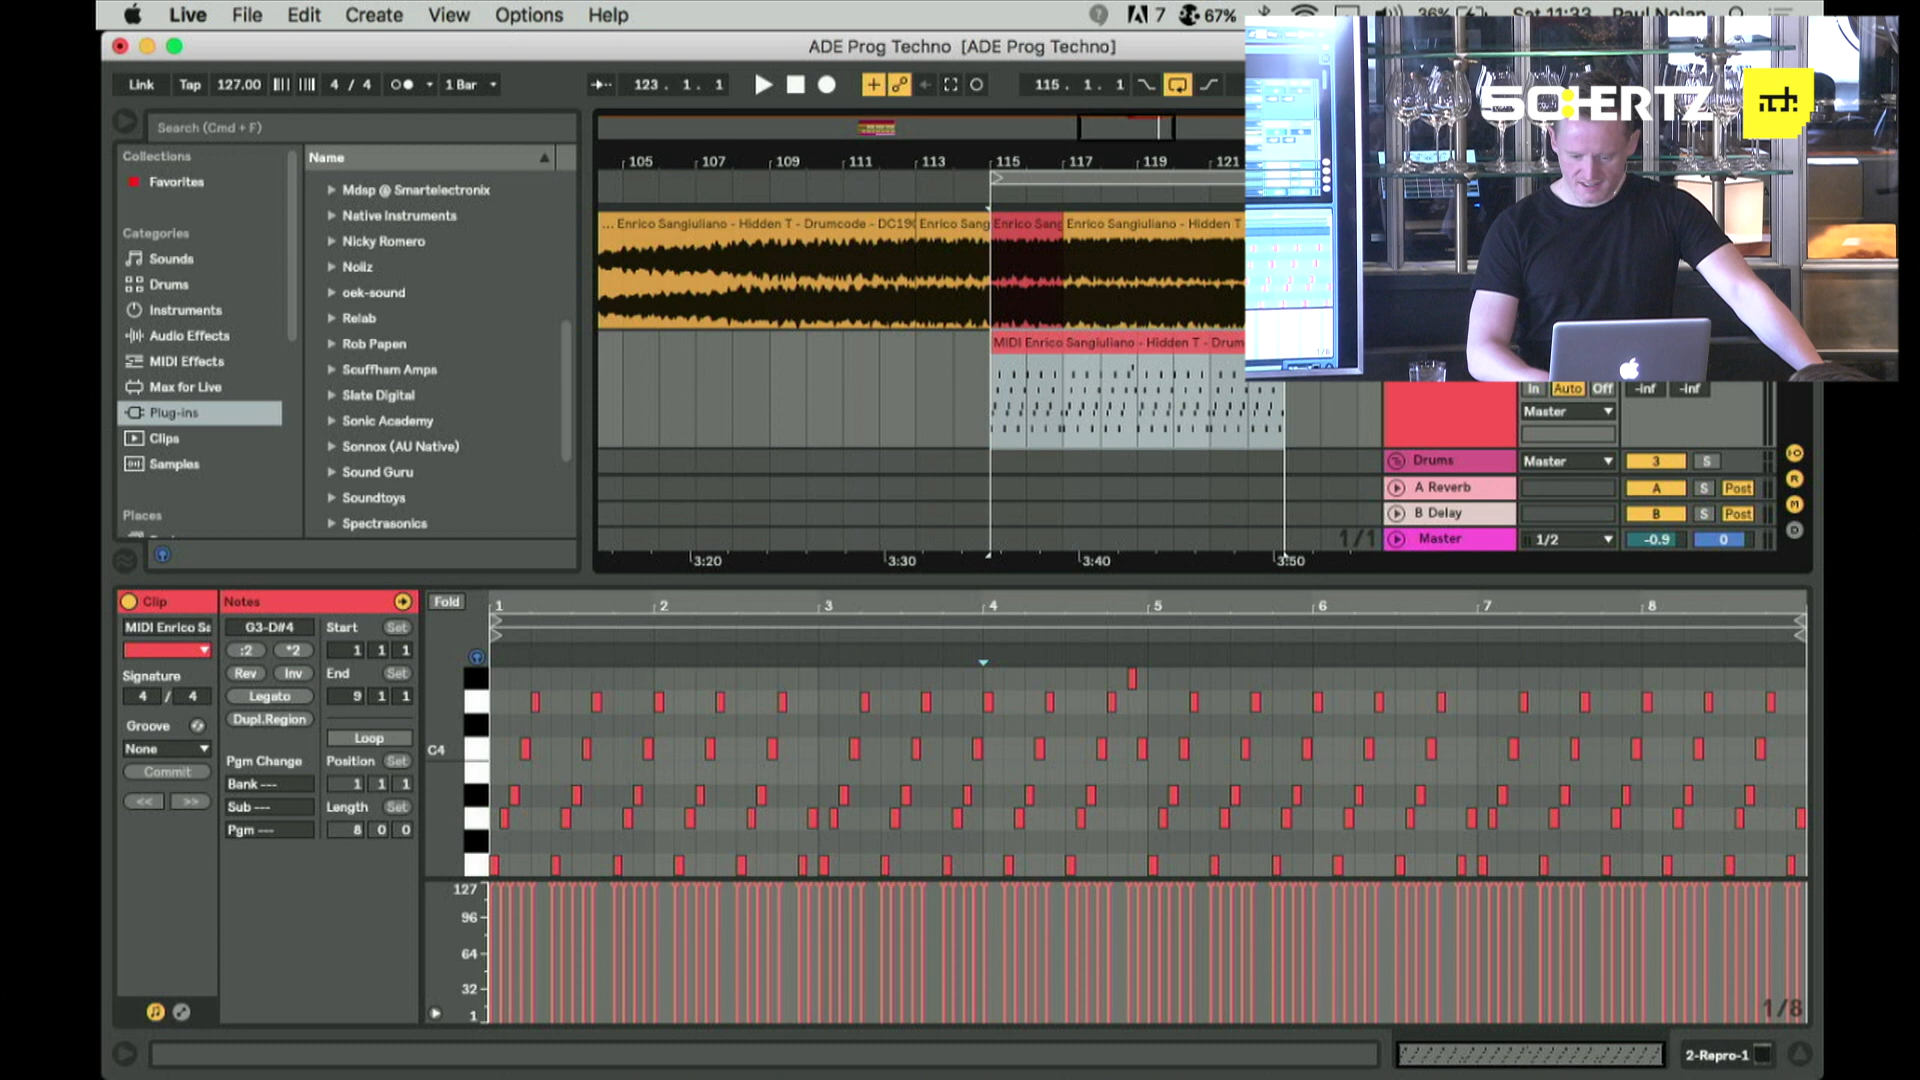 Live File Edit Create View Options Help
7 67% 36% Sat 11:33 Paul Nolan
ADE Prog Techno [ADE Prog Techno]
Link Tap 127.00 4 / 4 1 Bar 123 . 1 . 1 115 . 1 . 1
50:HERTZ
Search (Cmd + F)
Collections
Favorites
Categories
Sounds
Drums
Instruments
Audio Effects
MIDI Effects
Max for Live
Plug-ins
Clips
Samples
Places
Name
Mdsp @ Smartelectronix
Native Instruments
Nicky Romero
Noiiz
oek-sound
Relab
Rob Papen
Scuffham Amps
Slate Digital
Sonic Academy
Sonnox (AU Native)
Sound Guru
Soundtoys
Spectrasonics
105 107 109 111 113 115 117 119 121
... Enrico Sangiuliano - Hidden T - Drumcode - DC19 Enrico Sang Enrico Sang Enrico Sangiuliano - Hidden T
MIDI Enrico Sangiuliano - Hidden T - Drum
In Auto Off -inf -inf
Master
Drums Master 3 S
A Reverb A S Post
B Delay B S Post
1/1 Master 1/2 -0.9 0
3:20 3:30 3:40 3:50
Clip Notes Fold 1 2 3 4 5 6 7 8
MIDI Enrico Sa G3-D#4 Start Set
:2 *2 1 1 1
Signature Rev Inv End Set
4 / 4 Legato 9 1 1
Groove Dupl.Region
None Loop
C4
Commit Pgm Change Position Set
<< >> Bank --- 1 1 1
Sub --- Length Set
Pgm --- 8 0 0
127
96
64
32
1
1/8
2-Repro-1